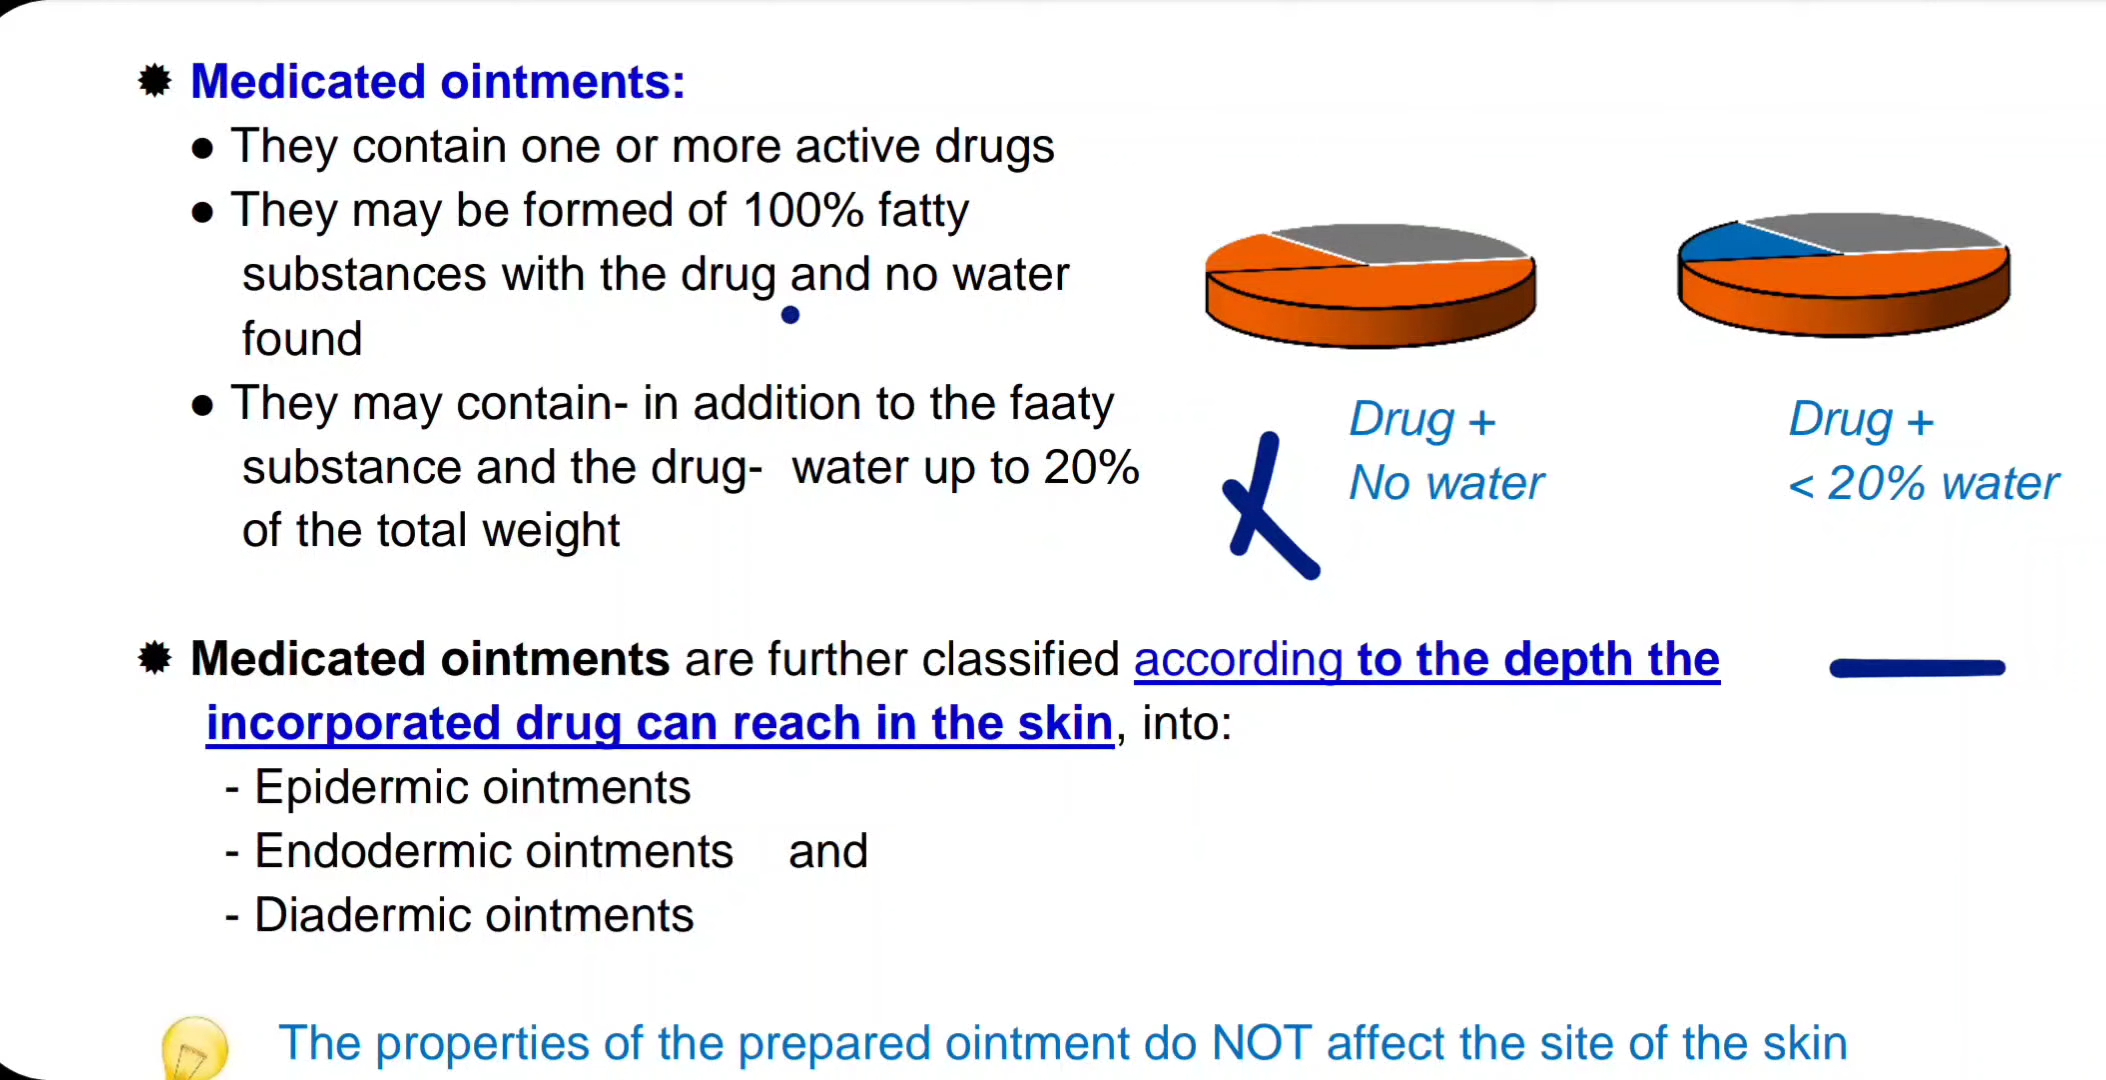 Medicated ointments:
● They contain one or more active drugs
● They may be formed of 100% fatty
substances with the drug and no water
found
● They may contain- in addition to the faaty
substance and the drug- water up to 20%
of the total weight
Drug +
No water
Drug +
< 20% water
Medicated ointments are further classified according to the depth the
incorporated drug can reach in the skin, into:
- Epidermic ointments
- Endodermic ointments and
- Diadermic ointments
The properties of the prepared ointment do NOT affect the site of the skin